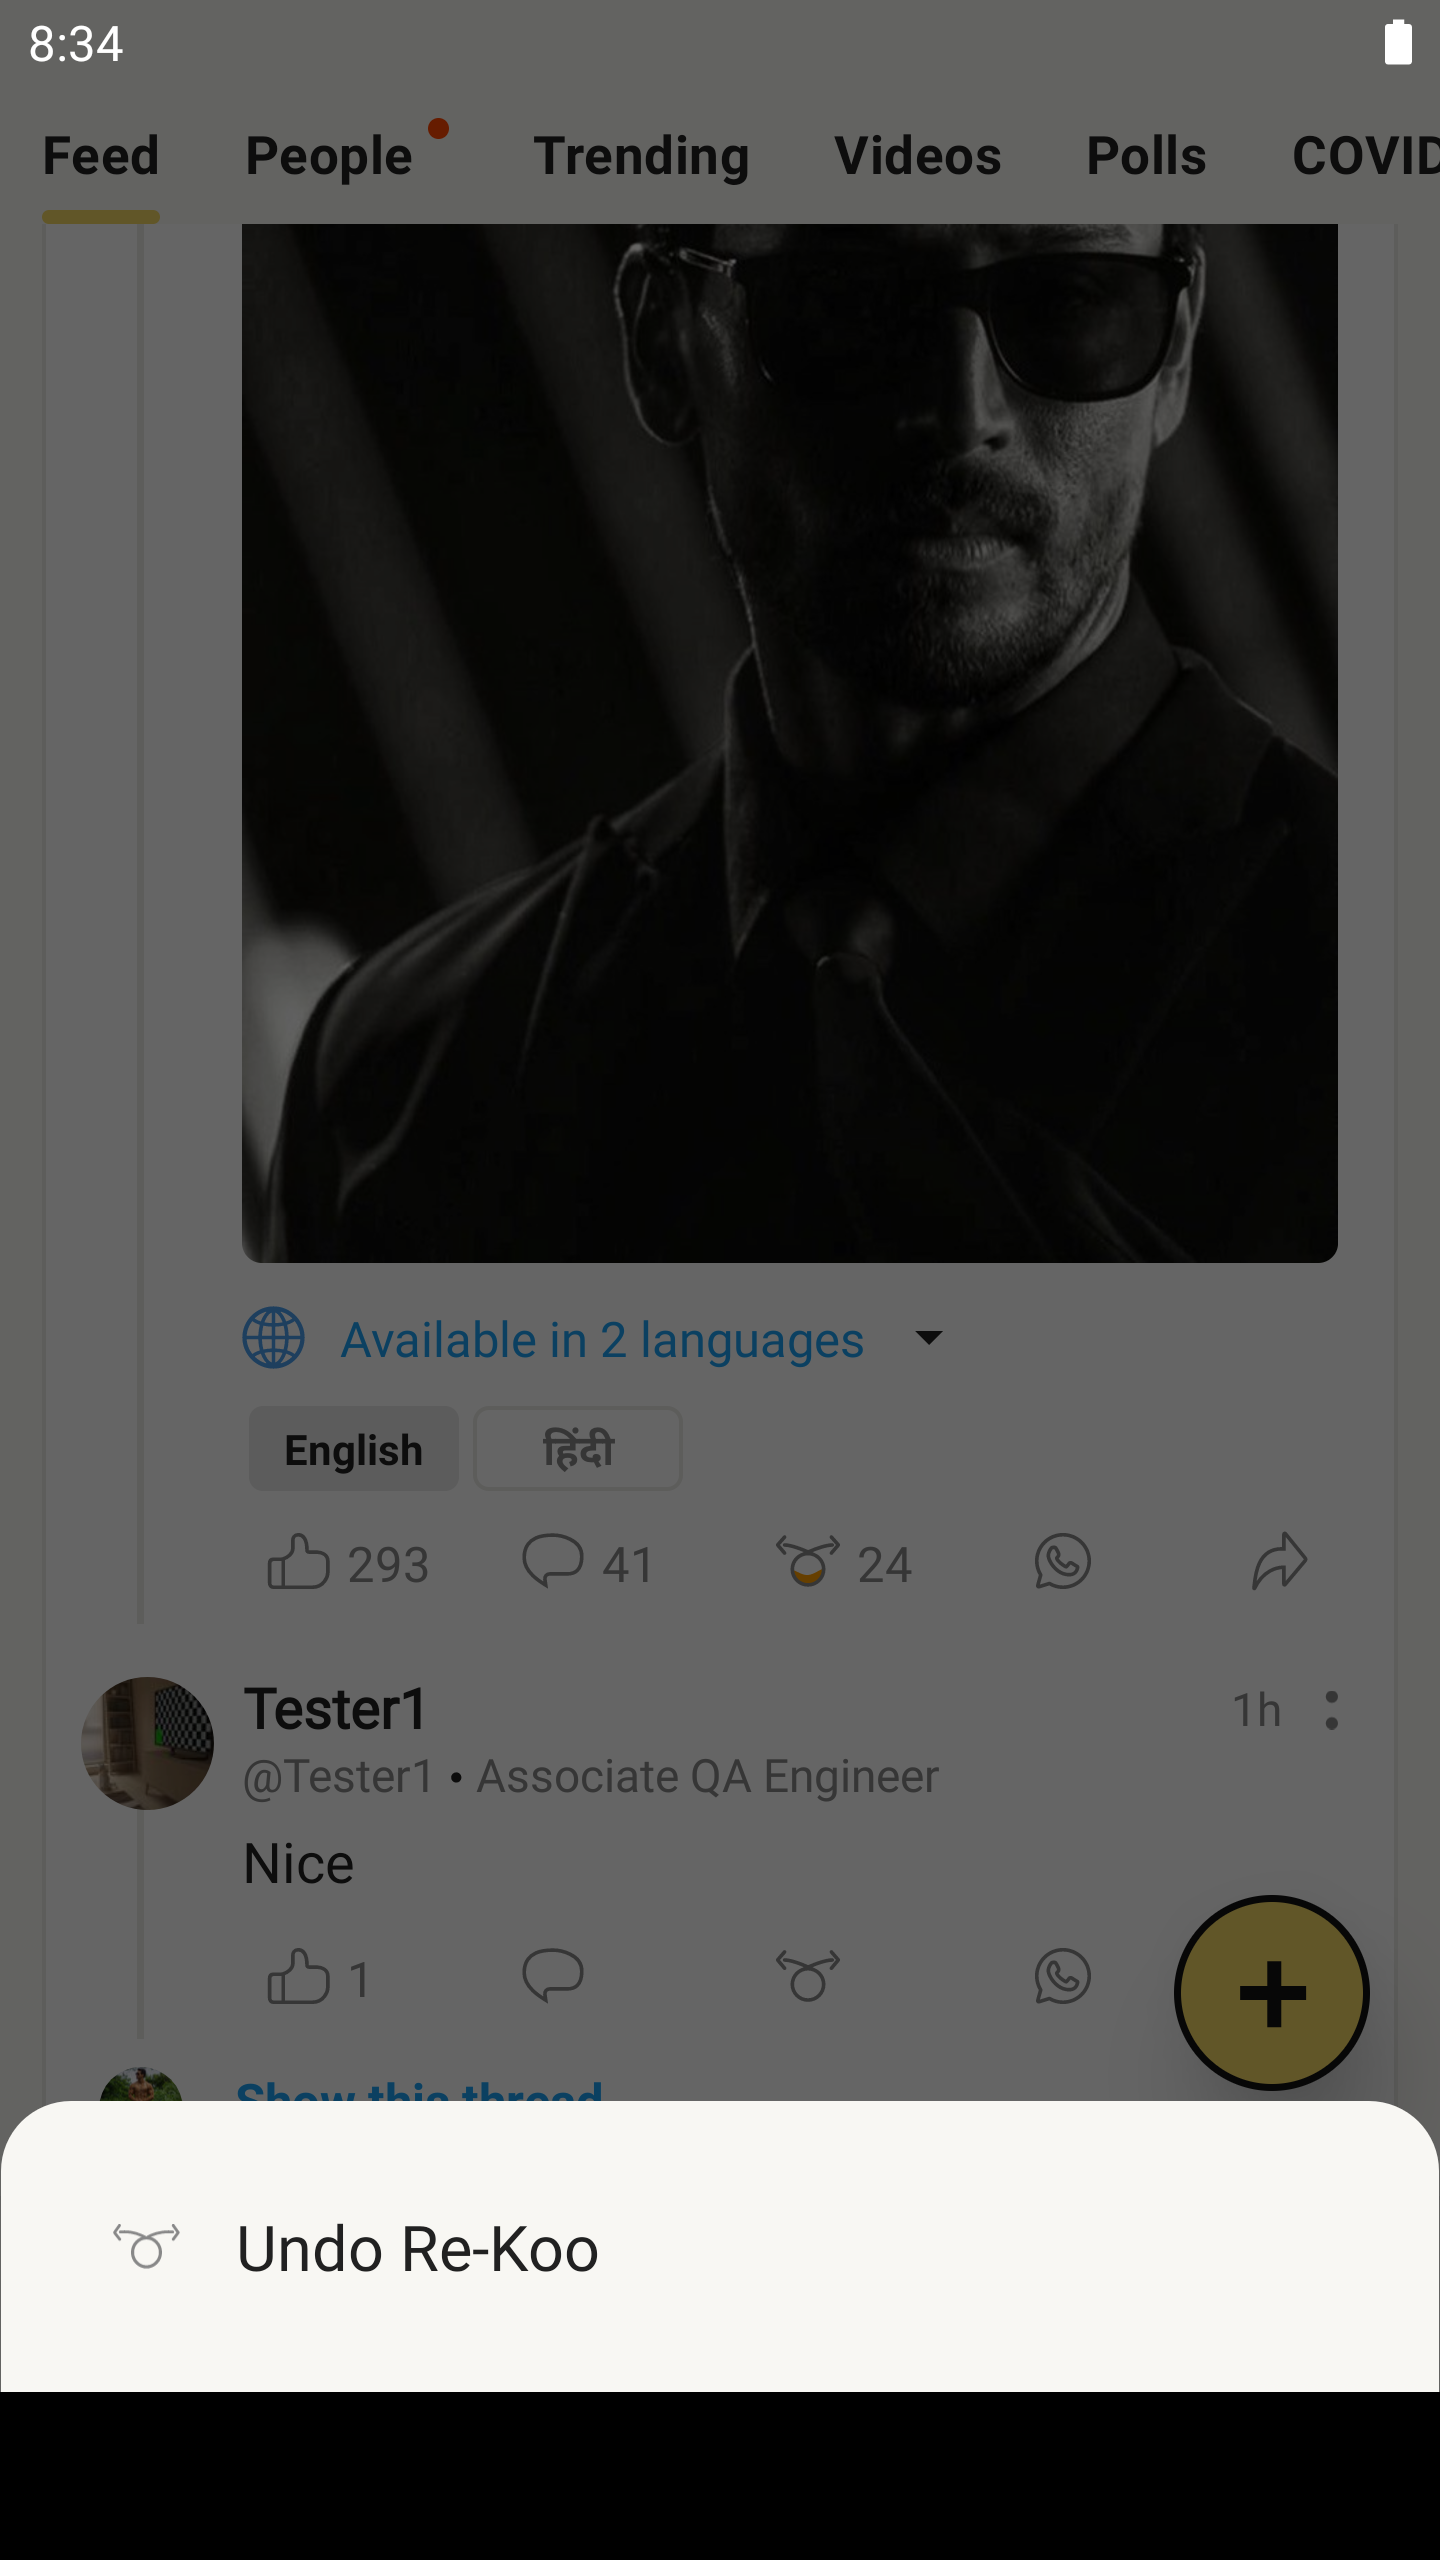 8:34
Feed People Trending Videos Polls COVID
Available in 2 languages
English हिंदी
293 41 24
Tester1 1h
@Tester1 • Associate QA Engineer
Nice
1
Show this thread
Undo Re-Koo